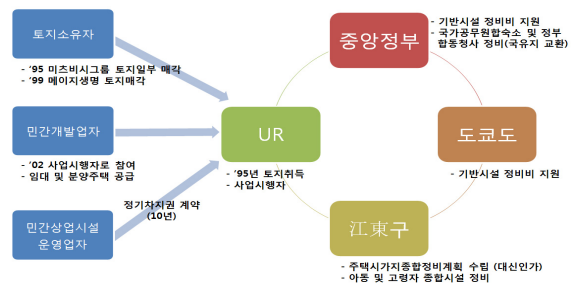 토지소유자
- ‘95 미츠비시그룹 토지일부 매각
- ‘99 메이지생명 토지매각
민간개발업자
- ‘02 사업시행자로 참여
- 임대 및 분양주택 공급
민간상업시설
운영업자
정기차지권 계약
(10년)
UR
- ‘95년 토지취득
- 사업시행자
중앙정부
- 기반시설 정비비 지원
- 국가공무원합숙소 및 정부
합동청사 정비(국유지 교환)
도쿄도
- 기반시설 정비비 지원
江東구
- 주택시가지종합정비계획 수립 (대신인가)
- 아동 및 고령자 종합시설 정비